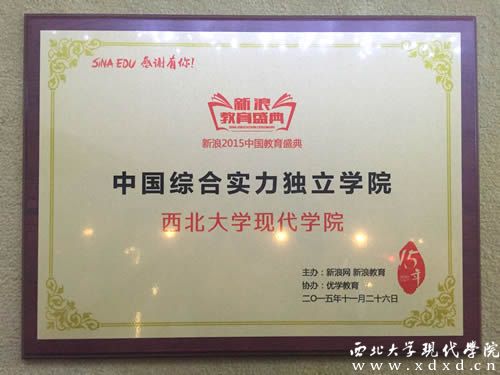 SINA EDU 感谢有你!
新浪
教育盛典
新浪2015中国教育盛典
中国综合实力独立学院
西北大学现代学院
主办：新浪网 新浪教育
协办：优学教育
二〇一五年十一月二十六日
15年
西北大学现代学院
www.xdxd.cn